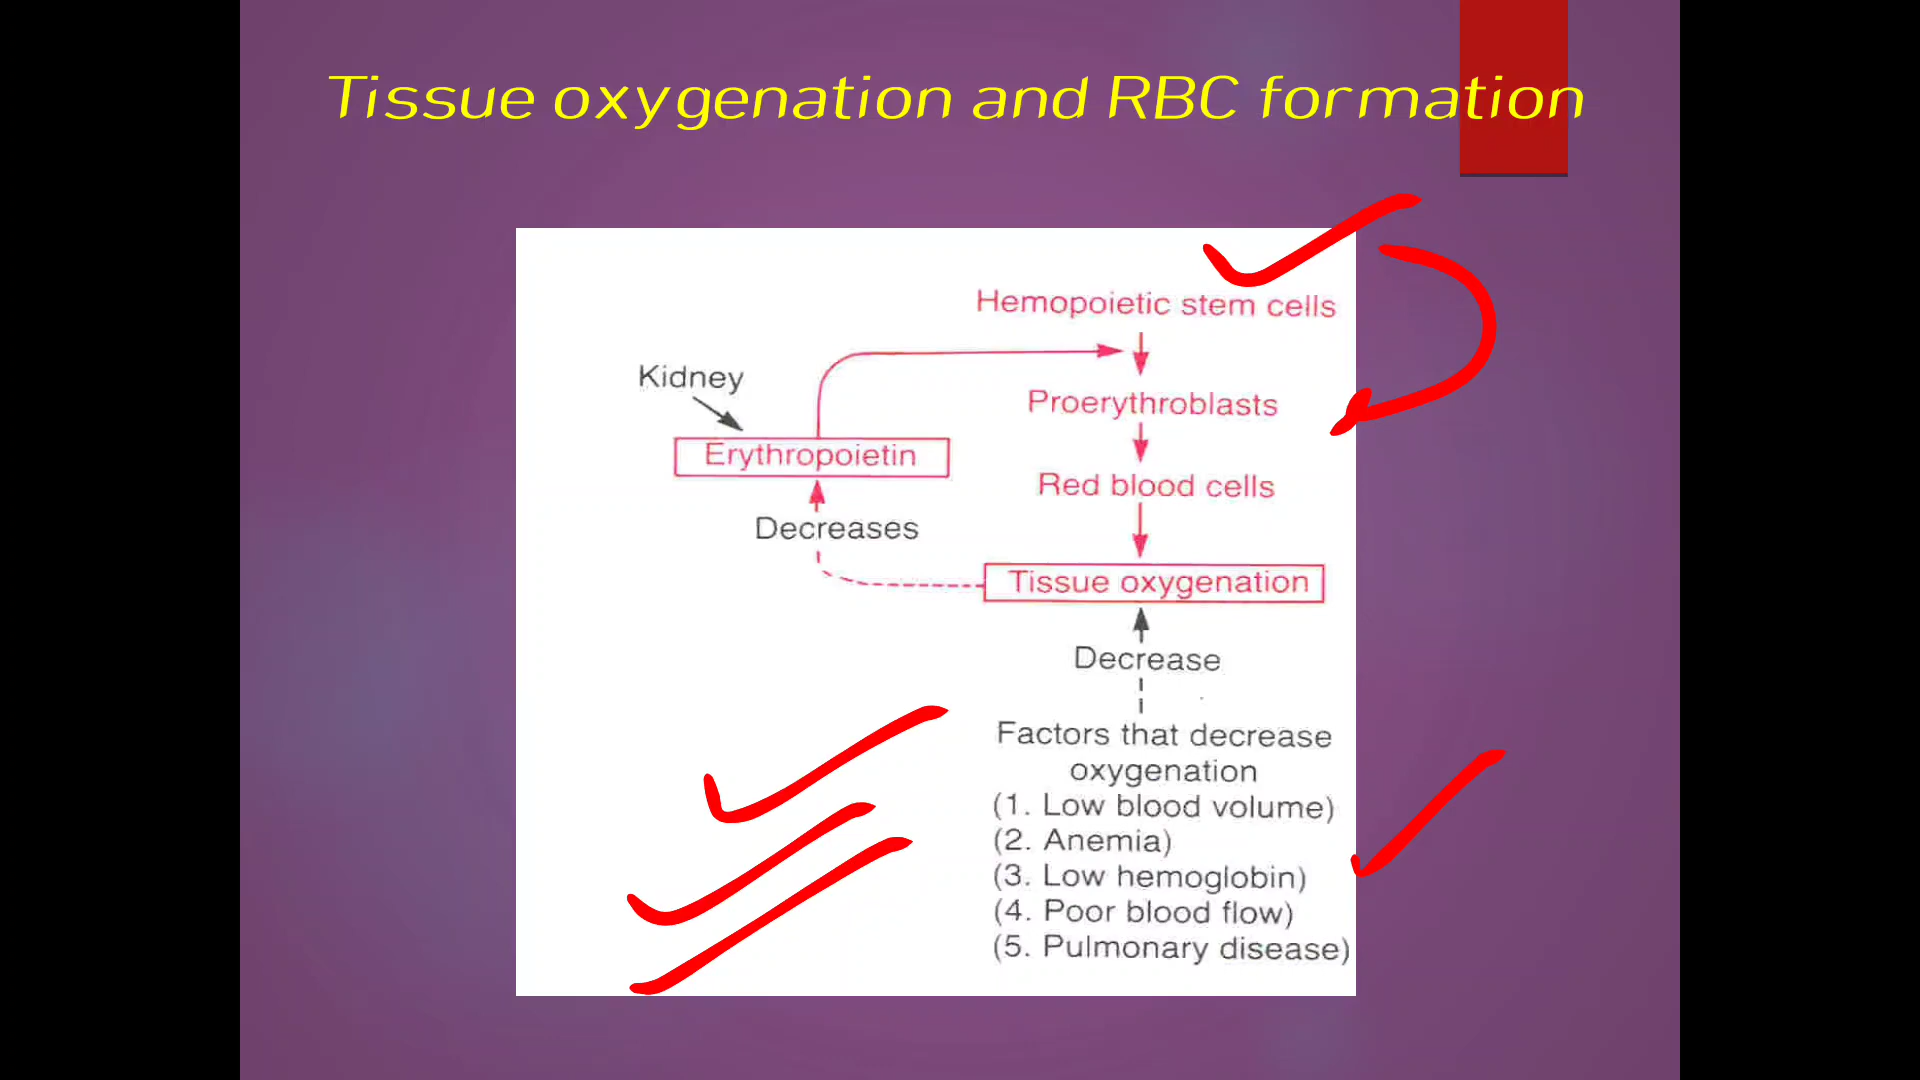 Tissue oxygenation and RBC formation
Hemopoietic stem cells
Kidney
Proerythroblasts
Erythropoietin
Red blood cells
Decreases
Tissue oxygenation
Decrease
Factors that decrease
oxygenation
(1. Low blood volume)
(2. Anemia)
(3. Low hemoglobin)
(4. Poor blood flow)
(5. Pulmonary disease)